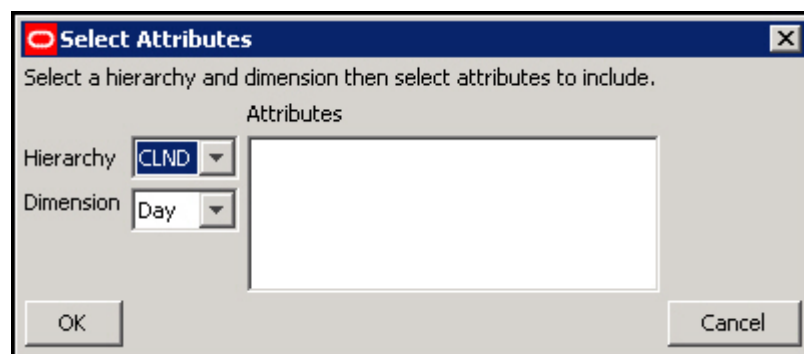 Select Attributes
Select a hierarchy and dimension then select attributes to include.
Attributes
Hierarchy CLND
Dimension Day
OK Cancel